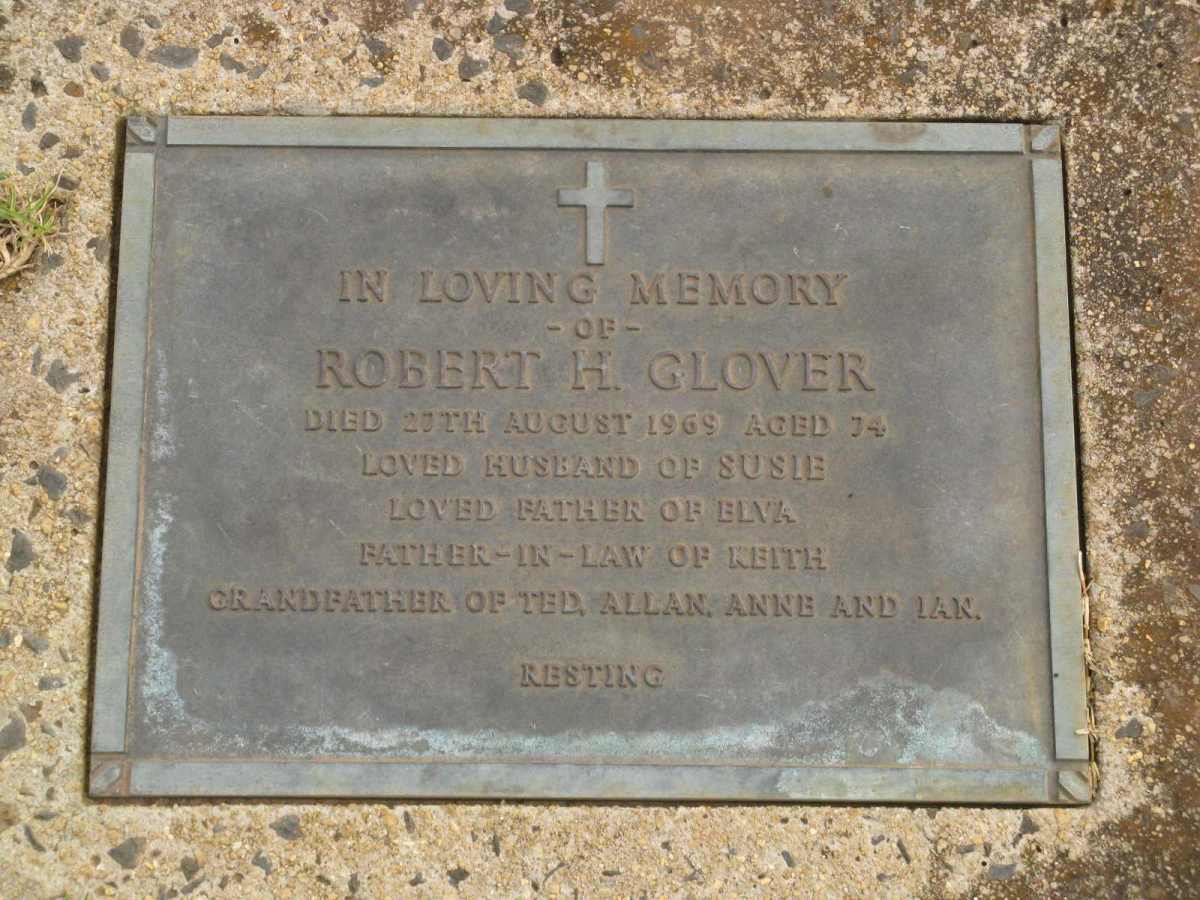 IN LOVING MEMORY
- OF -
ROBERT H. GLOVER
DIED 27TH AUGUST 1969 AGED 74
LOVED HUSBAND OF SUSIE
LOVED FATHER OF ELVA
FATHER-IN-LAW OF KEITH
GRANDFATHER OF TED, ALLAN, ANNE AND IAN.
RESTING